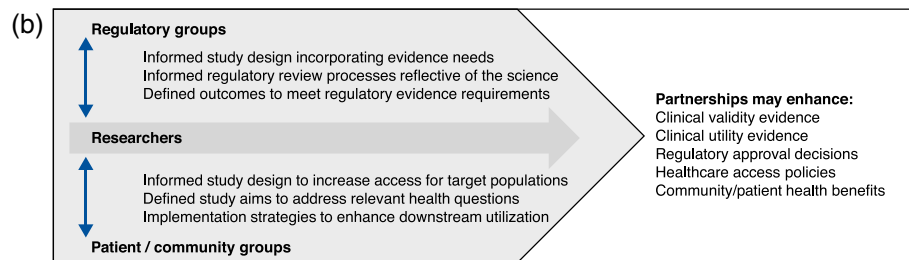 (b)
Regulatory groups
Informed study design incorporating evidence needs
Informed regulatory review processes reflective of the science
Defined outcomes to meet regulatory evidence requirements
Researchers
Informed study design to increase access for target populations
Defined study aims to address relevant health questions
Implementation strategies to enhance downstream utilization
Patient / community groups
Partnerships may enhance:
Clinical validity evidence
Clinical utility evidence
Regulatory approval decisions
Healthcare access policies
Community/patient health benefits